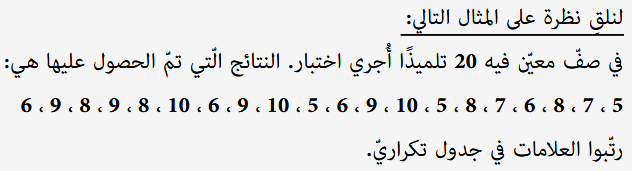 لنلقِ نظرة على المثال التالي:
في صفّ معيّن فيه 20 تلميذًا أُجري اختبار. النتائج الّتي تمّ الحصول عليها هي:
5 ، 7 ، 8 ، 6 ، 7 ، 8 ، 5 ، 10 ، 9 ، 6 ، 5 ، 10 ، 9 ، 6 ، 10 ، 8 ، 9 ، 8 ، 9 ، 6
رتّبوا العلامات في جدول تكراريّ.